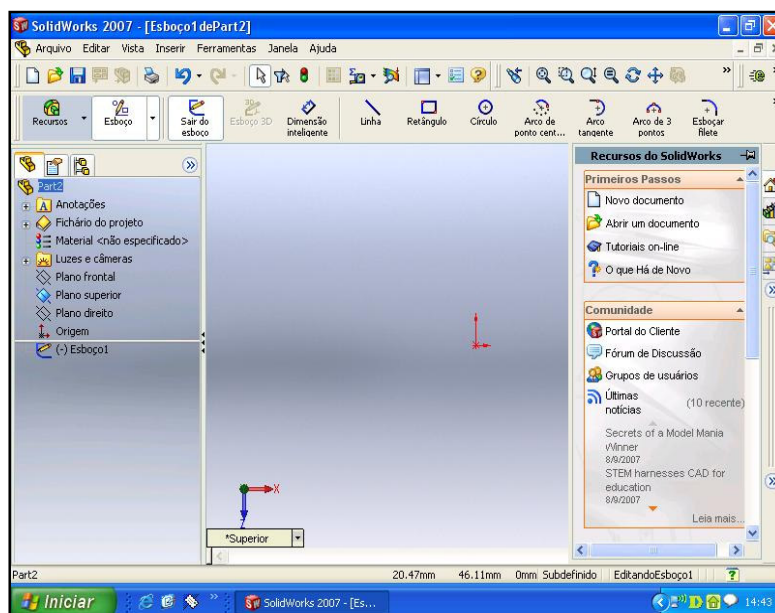 SolidWorks 2007 - [Esboço1dePart2]
Arquivo Editar Vista Inserir Ferramentas Janela Ajuda
Recursos
Esboço
Sair do esboço
Esboço 3D
Dimensão inteligente
Linha
Retângulo
Círculo
Arco de ponto cent...
Arco tangente
Arco de 3 pontos
Esboçar filete
Part2
Anotações
Fichário do projeto
Material <não especificado>
Luzes e câmeras
Plano frontal
Plano superior
Plano direito
Origem
(-) Esboço1
X
Z
*Superior
Recursos do SolidWorks
Primeiros Passos
Novo documento
Abrir um documento
Tutoriais on-line
O que Há de Novo
Comunidade
Portal do Cliente
Fórum de Discussão
Grupos de usuários
Últimas notícias (10 recente)
Secrets of a Model Mania
Winner
8/9/2007
STEM harnesses CAD for
education
8/9/2007
Leia mais...
Part2 20.47mm 46.11mm 0mm Subdefinido EditandoEsboço1
Iniciar SolidWorks 2007 - [Es... 14:43